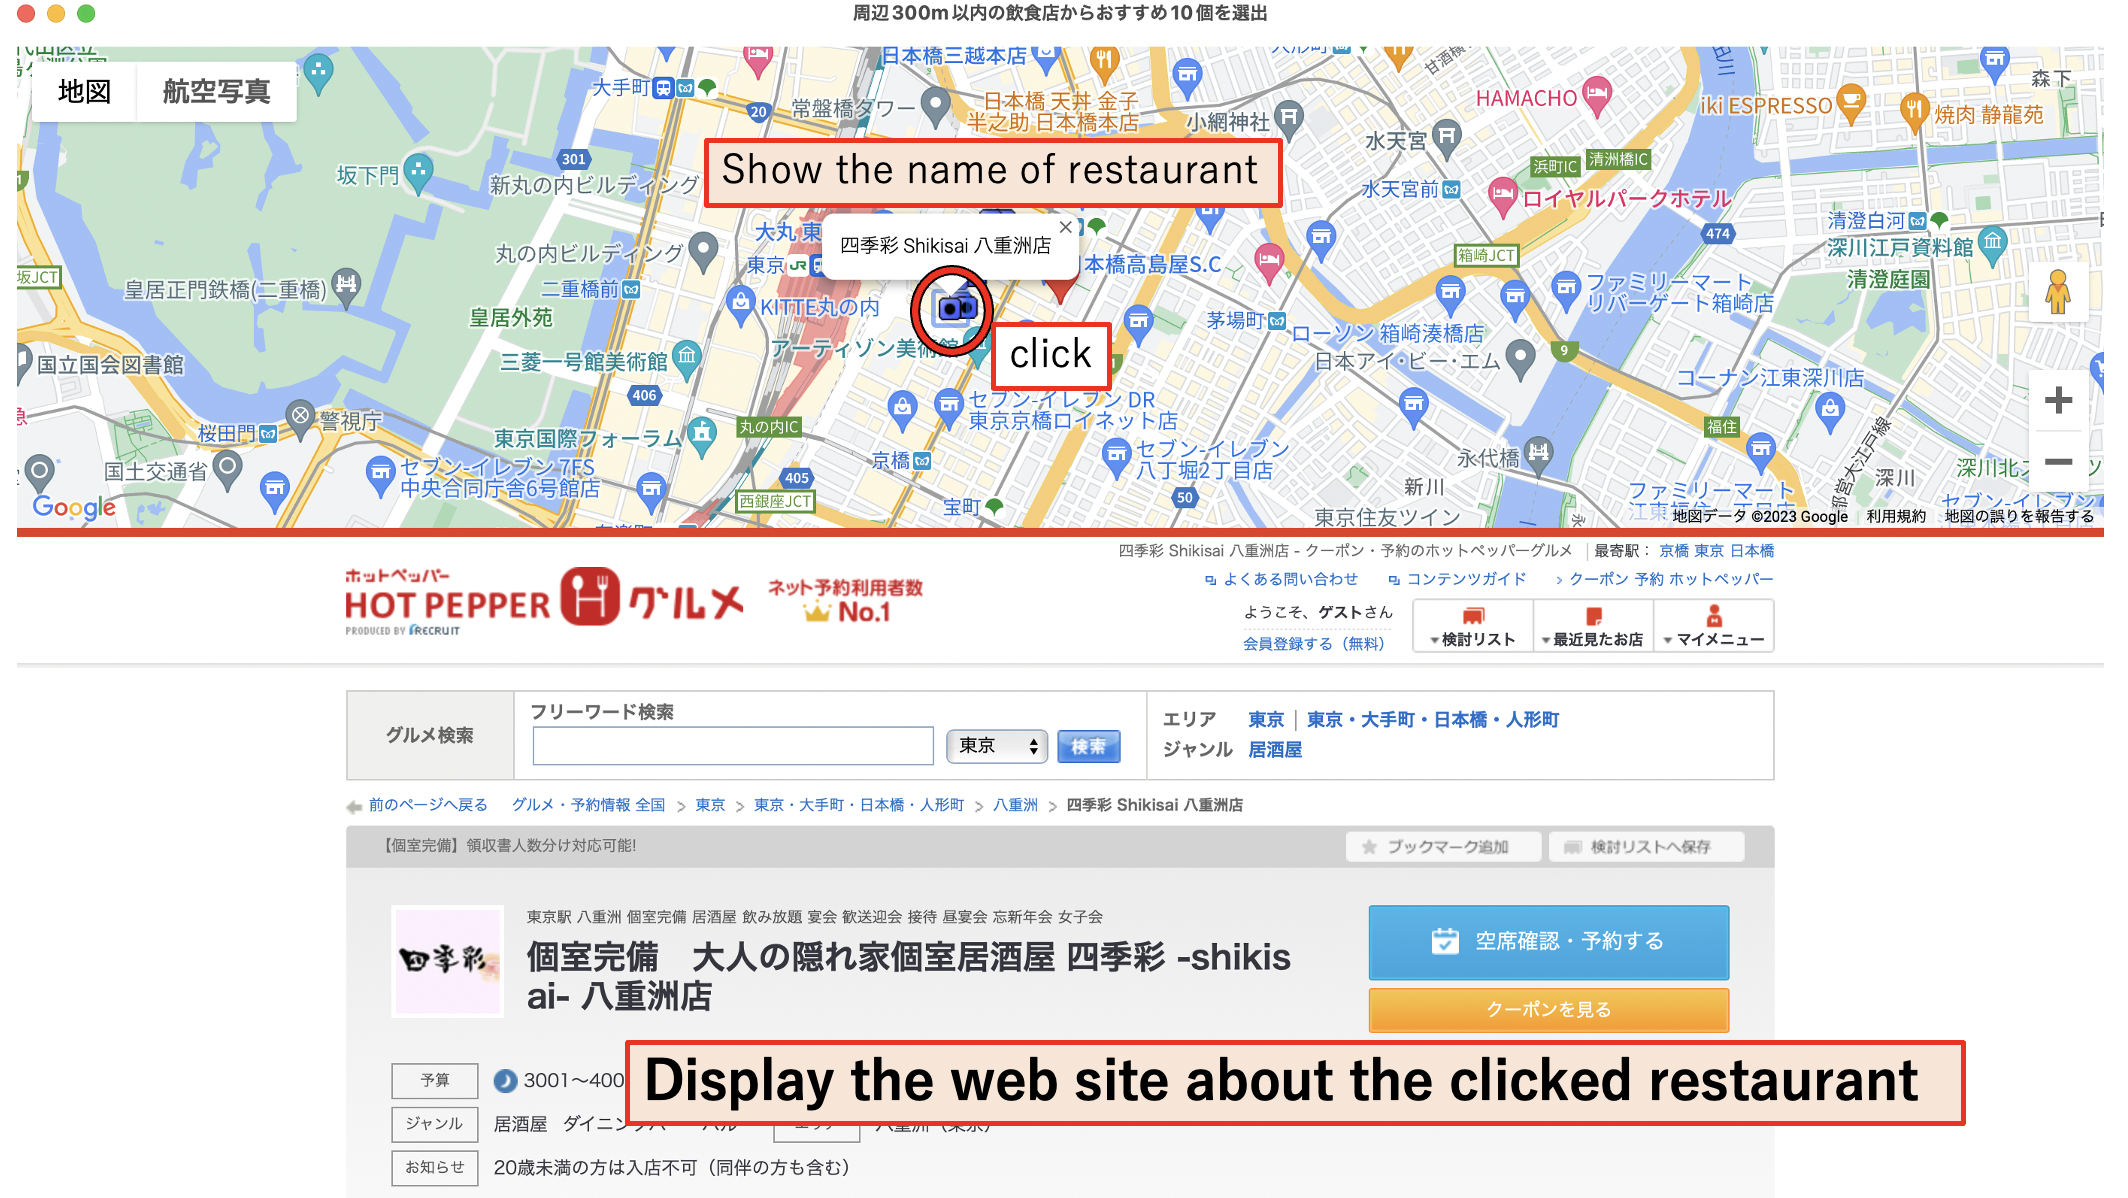 周辺300m以内の飲食店からおすすめ10個を選出
地図
航空写真
大手町
20
常盤橋タワー
日本橋三越本店
日本橋 天丼 金子
半之助 日本橋本店
小網神社
甘酒横
HAMACHO
iki ESPRESSO
焼肉 静龍苑
森下
水天宮
浜町IC
清洲橋IC
水天宮前
ロイヤルパークホテル
清澄白河
474
深川江戸資料館
清澄庭園
坂下門
301
新丸の内ビルディング
Show the name of restaurant
丸の内ビルディング
大丸 東
東京
JR
四季彩 Shikisai 八重洲店
本橋高島屋S.C
箱崎JCT
ファミリーマート
リバーゲート箱崎店
坂JCT
皇居正門鉄橋(二重橋)
二重橋前
皇居外苑
KITTE丸の内
茅場町
ローソン 箱崎湊橋店
日本アイ・ビー・エム
9
国立国会図書館
三菱一号館美術館
アーティゾン美術館
click
コーナン江東深川店
406
セブン-イレブン DR
東京京橋ロイネット店
桜田門
警視庁
東京国際フォーラム
丸の内IC
福住
国土交通省
セブン-イレブン 7FS
中央合同庁舎6号館店
京橋
セブン-イレブン
八丁堀2丁目店
永代橋
405
西銀座JCT
50
宝町
新川
東京住友ツイン
深川
都営大江戸線
深川北
ファミリーマート
セブン-イレブン
Google
地図データ ©2023 Google
利用規約
地図の誤りを報告する
四季彩 Shikisai 八重洲店 - クーポン・予約のホットペッパーグルメ
最寄駅： 京橋 東京 日本橋
ホットペッパー
HOT PEPPER グルメ
PRODUCED BY RECRUIT
ネット予約利用者数
No.1
よくある問い合わせ
コンテンツガイド
クーポン 予約 ホットペッパー
ようこそ、ゲストさん
会員登録する（無料）
検討リスト
最近見たお店
マイメニュー
グルメ検索
フリーワード検索
東京
検索
エリア 東京 | 東京・大手町・日本橋・人形町
ジャンル 居酒屋
前のページへ戻る グルメ・予約情報 全国 > 東京 > 東京・大手町・日本橋・人形町 > 八重洲 > 四季彩 Shikisai 八重洲店
【個室完備】領収書人数分け対応可能!
ブックマーク追加
検討リストへ保存
四季彩
東京駅 八重洲 個室完備 居酒屋 飲み放題 宴会 歓送迎会 接待 昼宴会 忘新年会 女子会
個室完備　大人の隠れ家個室居酒屋 四季彩 -shikis
ai- 八重洲店
空席確認・予約する
クーポンを見る
予算
3001～400
Display the web site about the clicked restaurant
ジャンル
居酒屋
お知らせ
20歳未満の方は入店不可（同伴の方も含む）